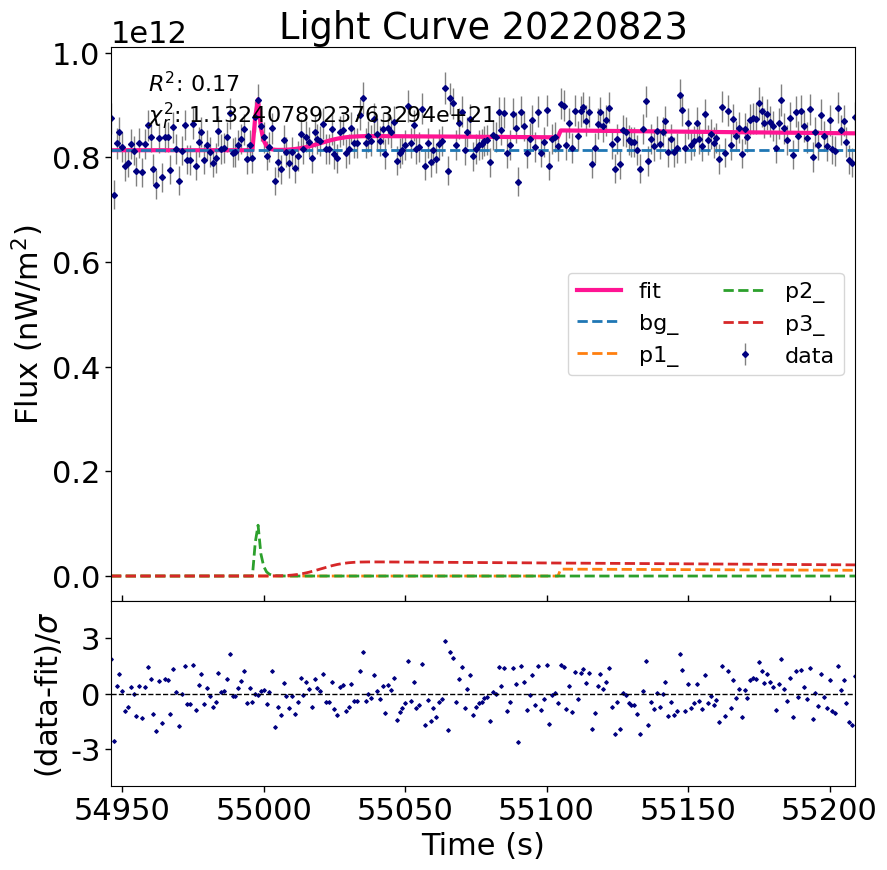 Light Curve 20220823
1e12
R²: 0.17
χ²ᵣ: 1.1324078923763294e+21
1.0
0.8
0.6
0.4
0.2
0.0
Flux (nW/m²)
fit
bg_
p1_
p2_
p3_
data
3
0
-3
(data-fit)/σ
54950 55000 55050 55100 55150 55200
Time (s)